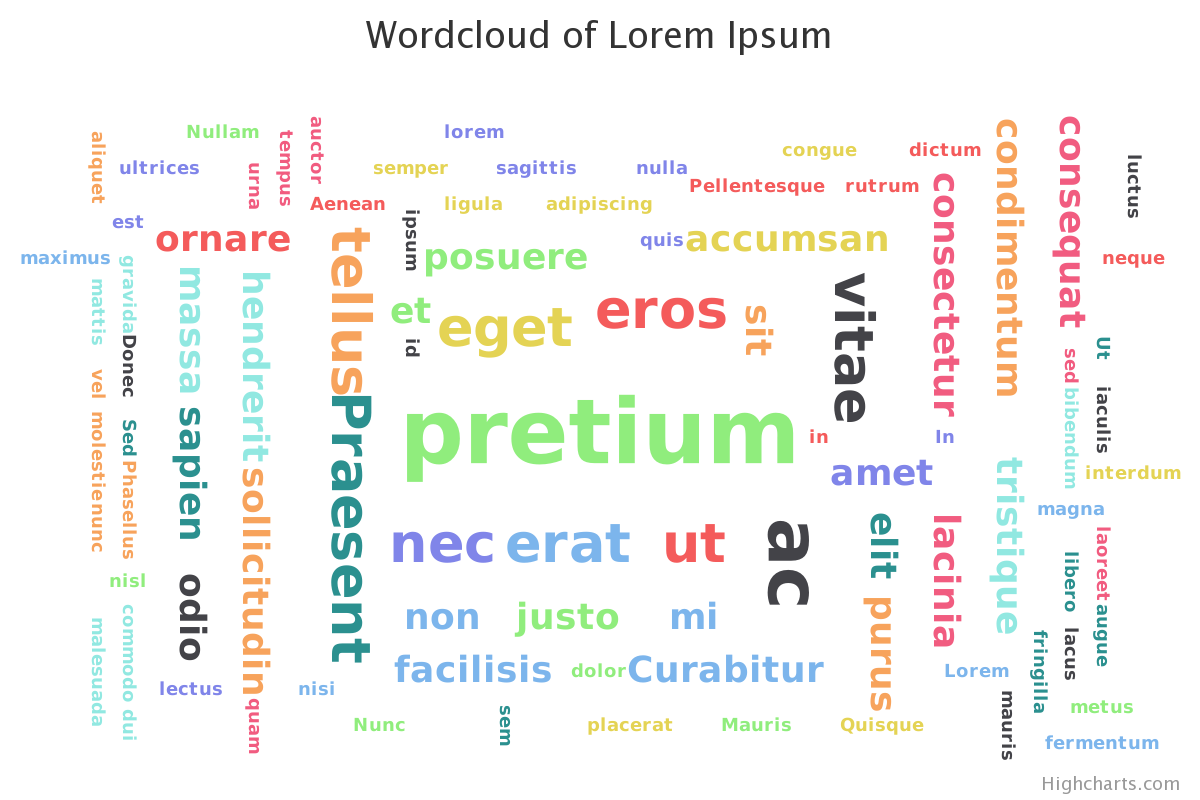 Wordcloud of Lorem Ipsum
Nullam
lorem
auctor
tempus
aliquet
ultrices
urna
semper
sagittis
nulla
congue
dictum
condimentum
consequat
luctus
Pellentesque
rutrum
consectetur
Aenean
ligula
adipiscing
est
ornare
ipsum
tellus
posuere
quis
accumsan
maximus
neque
gravida
mattis
massa
hendrerit
vitae
et
eget
eros
sit
id
Donec
Ut
sed
vel
iaculis
bibendum
Praesent
pretium
in
In
molestie
Sed
sapien
amet
interdum
tristique
Phasellus
sollicitudin
nunc
magna
nec
erat
ut
ac
elit
lacinia
laoreet
libero
nisl
odio
purus
commodo
malesuada
non
justo
mi
augue
lacus
fringilla
facilisis
dolor
Curabitur
Lorem
lectus
nisi
quam
dui
Nunc
sem
placerat
Mauris
Quisque
mauris
metus
fermentum
Highcharts.com